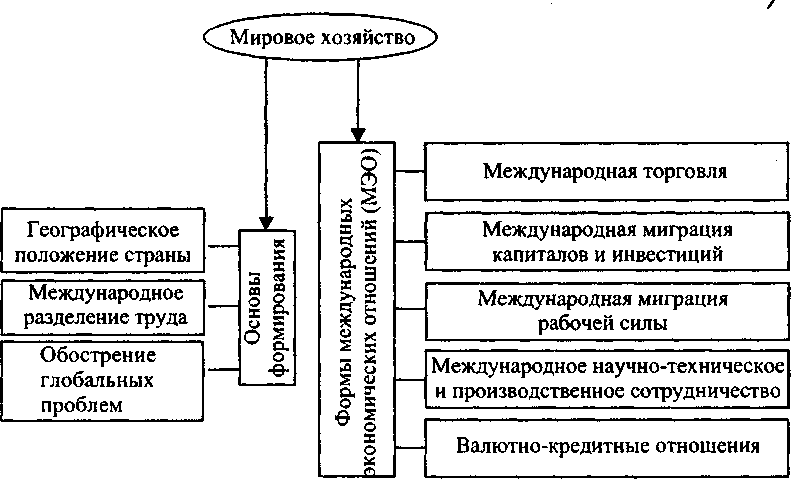 Мировое хозяйство
Географическое
положение страны
Международное
разделение труда
Обострение
глобальных
проблем
Основы
формирования
Формы международных
экономических отношений (МЭО)
Международная торговля
Международная миграция
капиталов и инвестиций
Международная миграция
рабочей силы
Международное научно-техническое
и производственное сотрудничество
Валютно-кредитные отношения